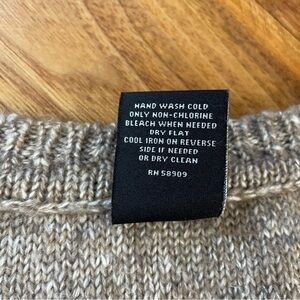 HAND WASH COLD
ONLY NON-CHLORINE
BLEACH WHEN NEEDED
DRY FLAT
COOL IRON ON REVERSE
SIDE IF NEEDED
OR DRY CLEAN
RN 58909